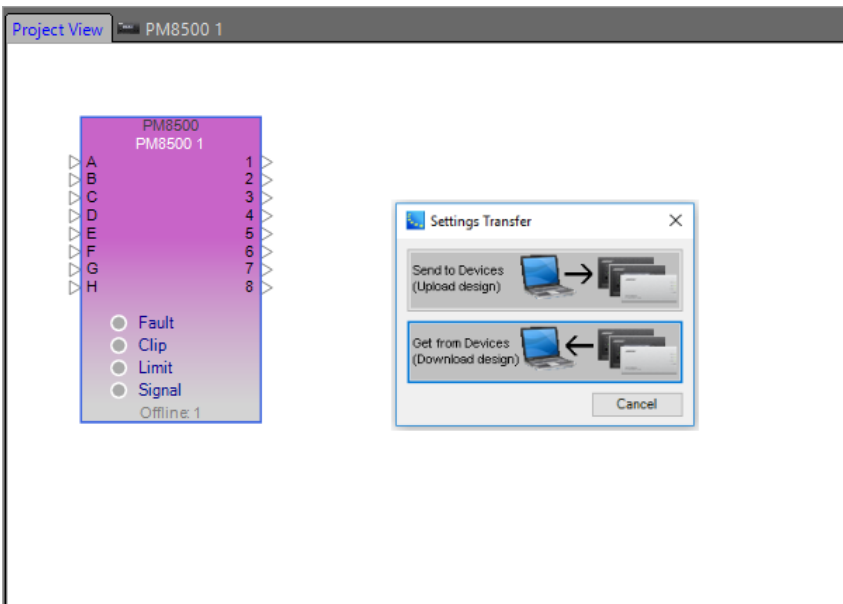 Project View
PM8500 1
PM8500
PM8500 1
A 1
B 2
C 3
D 4
E 5
F 6
G 7
H 8
Fault
Clip
Limit
Signal
Offline: 1
Settings Transfer
Send to Devices
(Upload design)
Get from Devices
(Download design)
Cancel